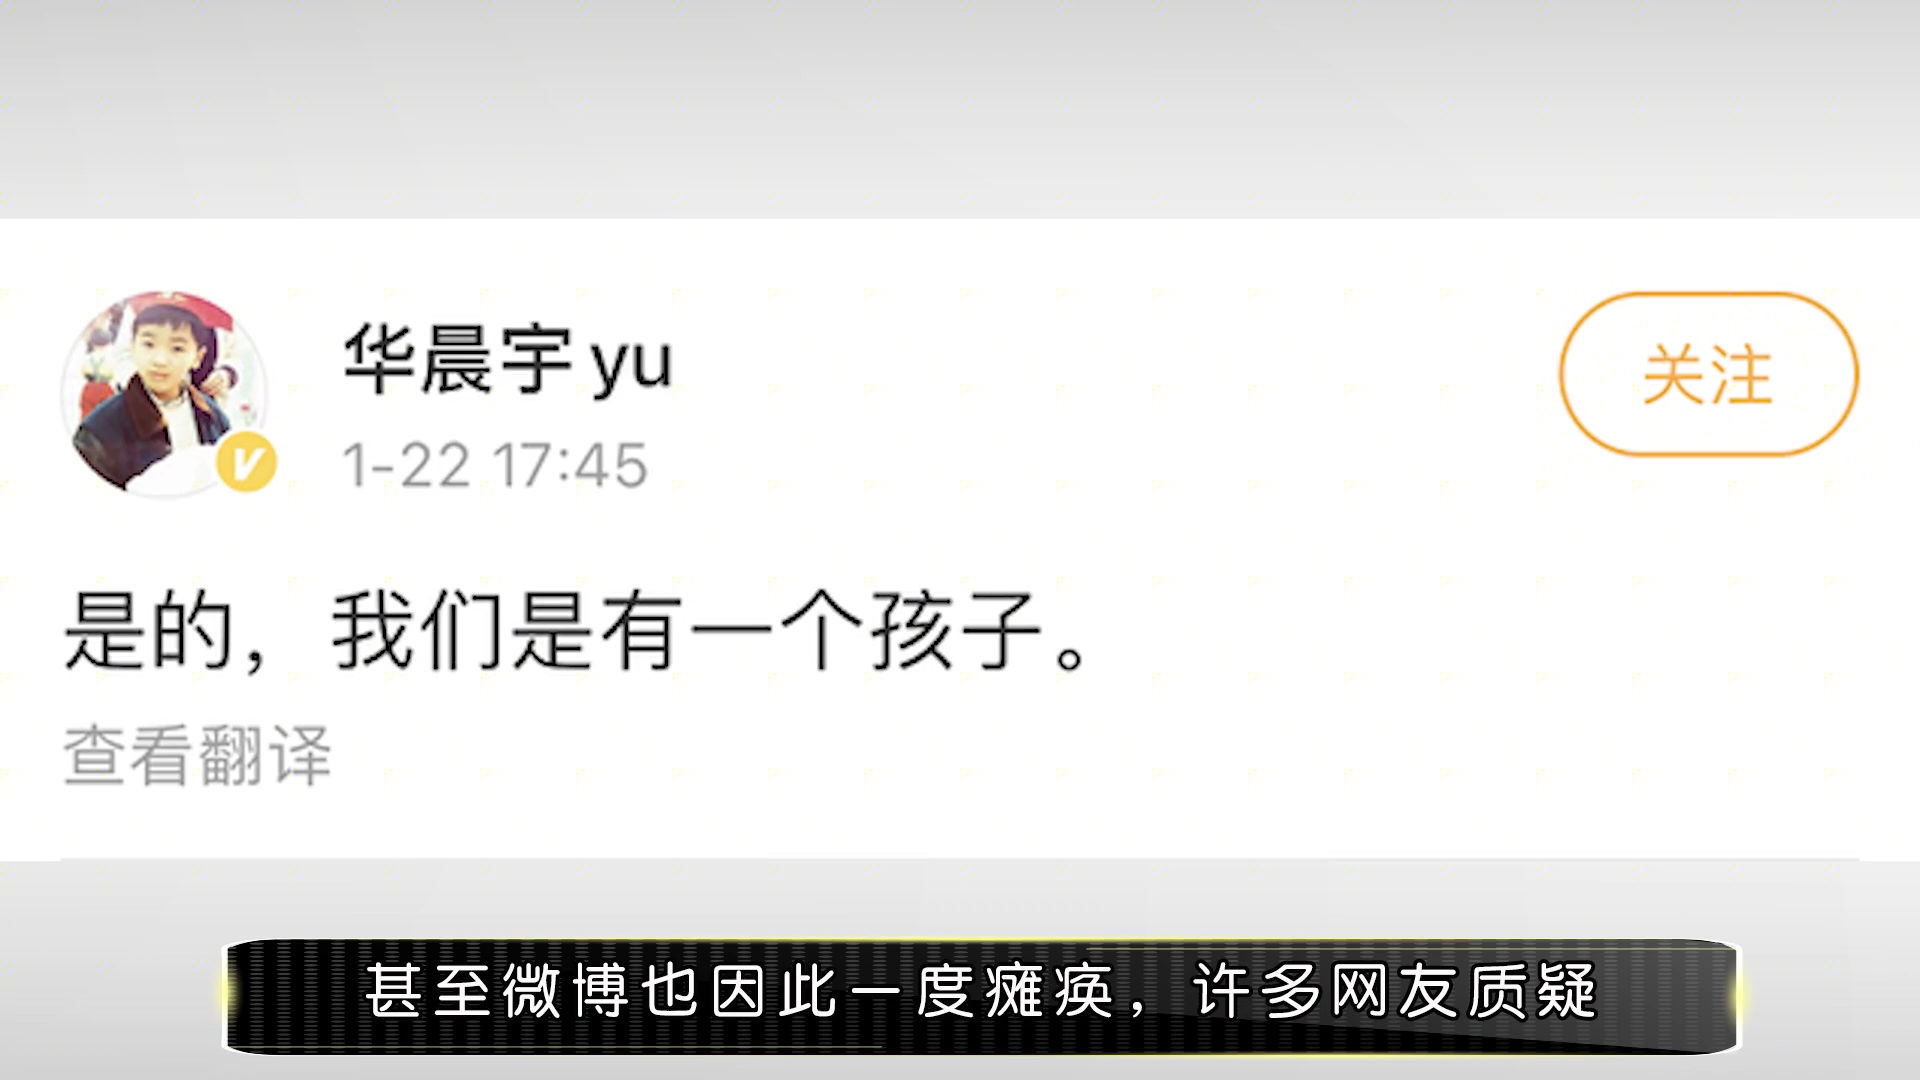 华晨宇yu
关注
1-22 17:45
是的，我们是有一个孩子。
查看翻译
甚至微博也因此一度瘫痪，许多网友质疑